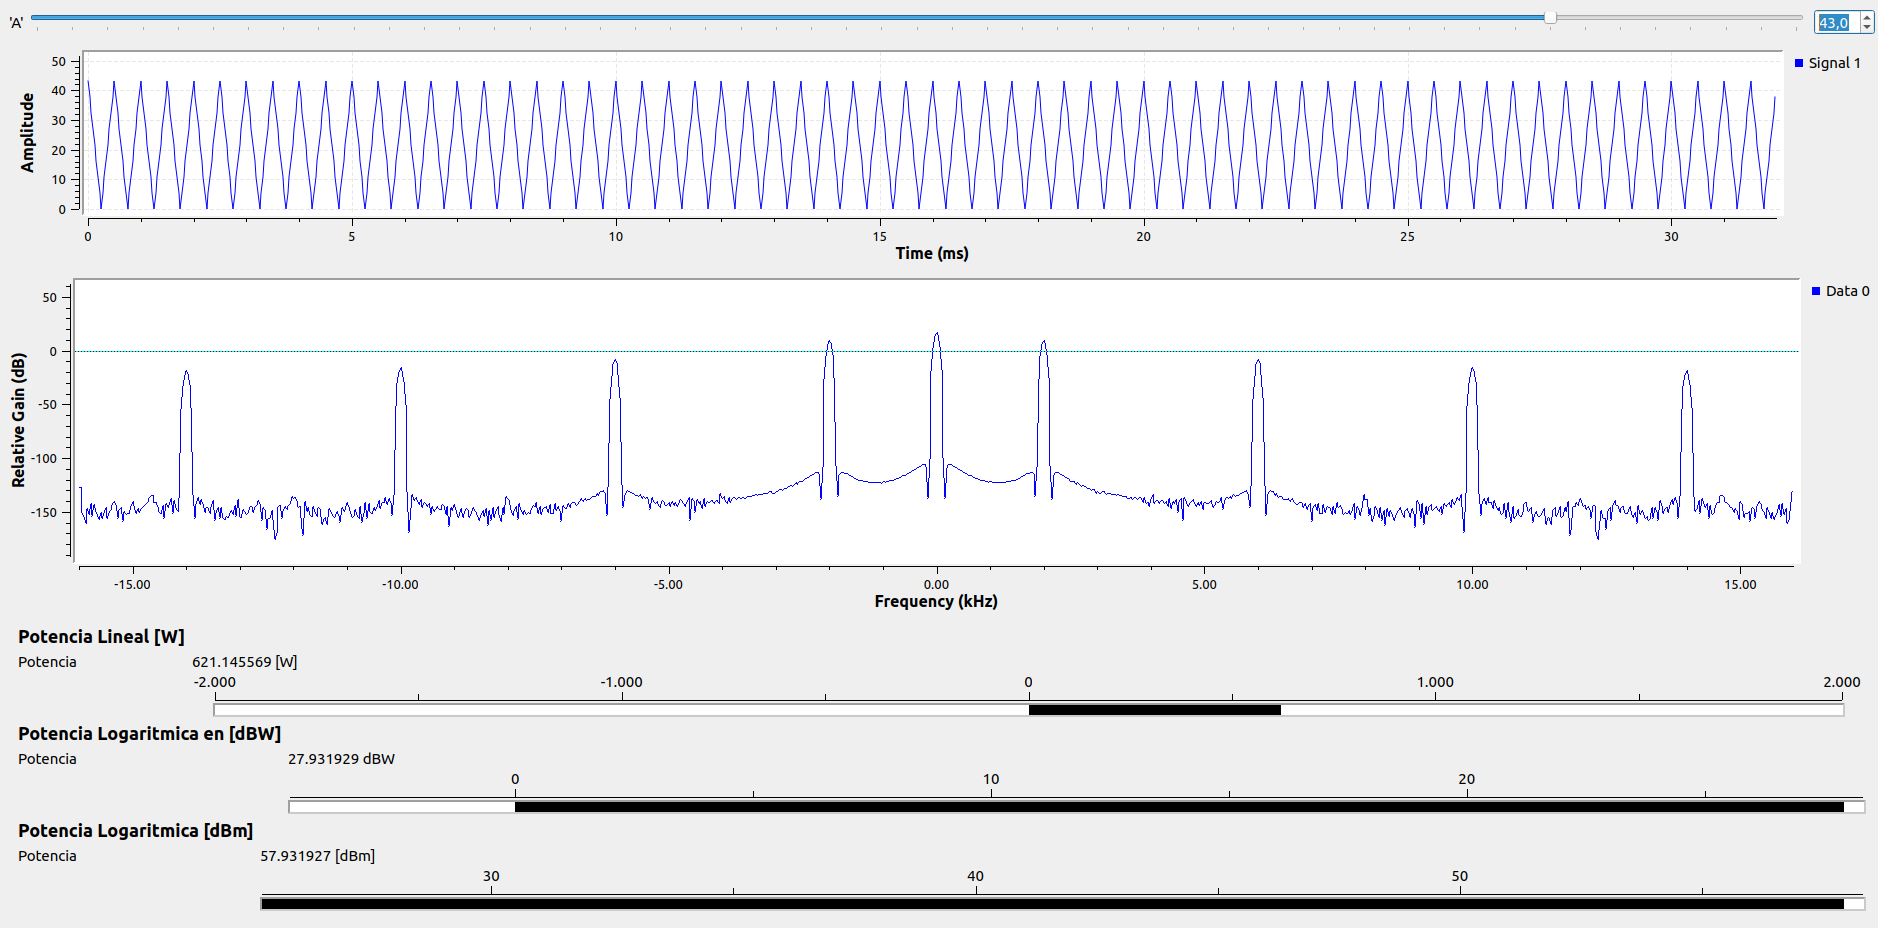 'A' 43,0
50
40
30
20
10
0
Amplitude
Signal 1
0 5 10 15 20 25 30
Time (ms)
50
0
-50
-100
-150
Relative Gain (dB)
Data 0
-15.00 -10.00 -5.00 0.00 5.00 10.00 15.00
Frequency (kHz)
Potencia Lineal [W]
Potencia 621.145569 [W]
-2.000 -1.000 0 1.000 2.000
Potencia Logaritmica en [dBW]
Potencia 27.931929 dBW
0 10 20
Potencia Logaritmica [dBm]
Potencia 57.931927 [dBm]
30 40 50